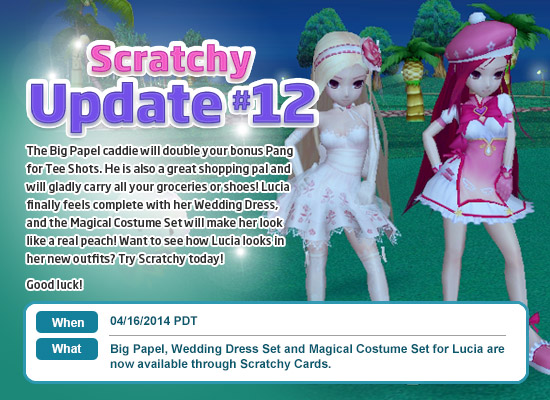 Scratchy
Update #12
The Big Papel caddie will double your bonus Pang
for Tee Shots. He is also a great shopping pal and
will gladly carry all your groceries or shoes! Lucia
finally feels complete with her Wedding Dress,
and the Magical Costume Set will make her look
like a real peach! Want to see how Lucia looks in
her new outfits? Try Scratchy today!
Good luck!
When 04/16/2014 PDT
What Big Papel, Wedding Dress Set and Magical Costume Set for Lucia are
now available through Scratchy Cards.